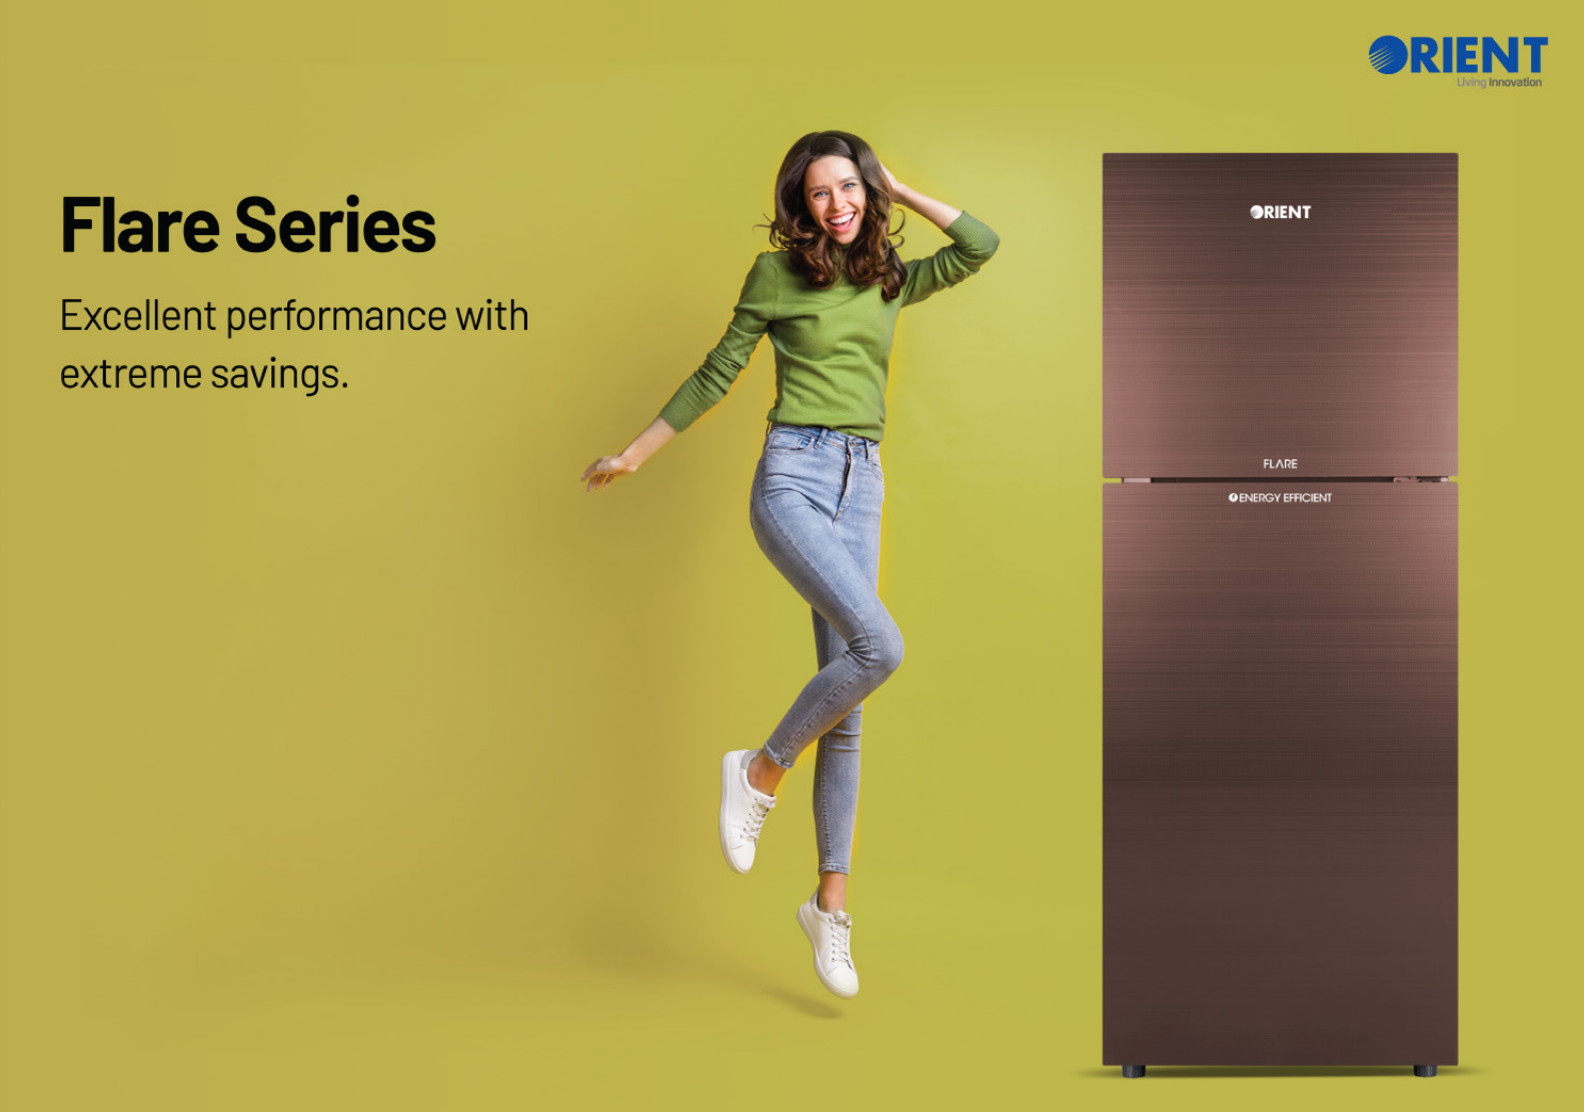 ORIENT
Living Innovation
Flare Series
Excellent performance with
extreme savings.
ORIENT
FLARE
ENERGY EFFICIENT